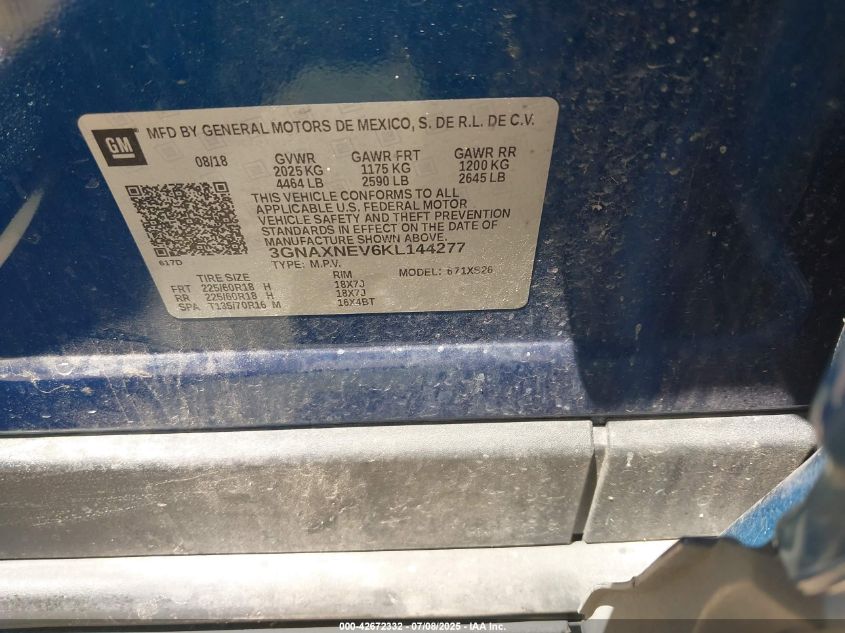 GM
MFD BY GENERAL MOTORS DE MEXICO, S. DE R.L. DE C.V.
08/18 GVWR GAWR FRT GAWR RR
2025 KG 1175 KG 1200 KG
4464 LB 2590 LB 2645 LB
THIS VEHICLE CONFORMS TO ALL
APPLICABLE U.S. FEDERAL MOTOR
VEHICLE SAFETY AND THEFT PREVENTION
STANDARDS IN EFFECT ON THE DATE OF
MANUFACTURE SHOWN ABOVE.
617D 3GNAXNEV6KL144277
TYPE: M.P.V. MODEL: 671XS26
TIRE SIZE RIM
FRT 225/60R18 H 18X7J
RR 225/60R18 H 18X7J
SPA T135/70R16 M 16X4BT
000-42672332 - 07/08/2025 - IAA Inc.